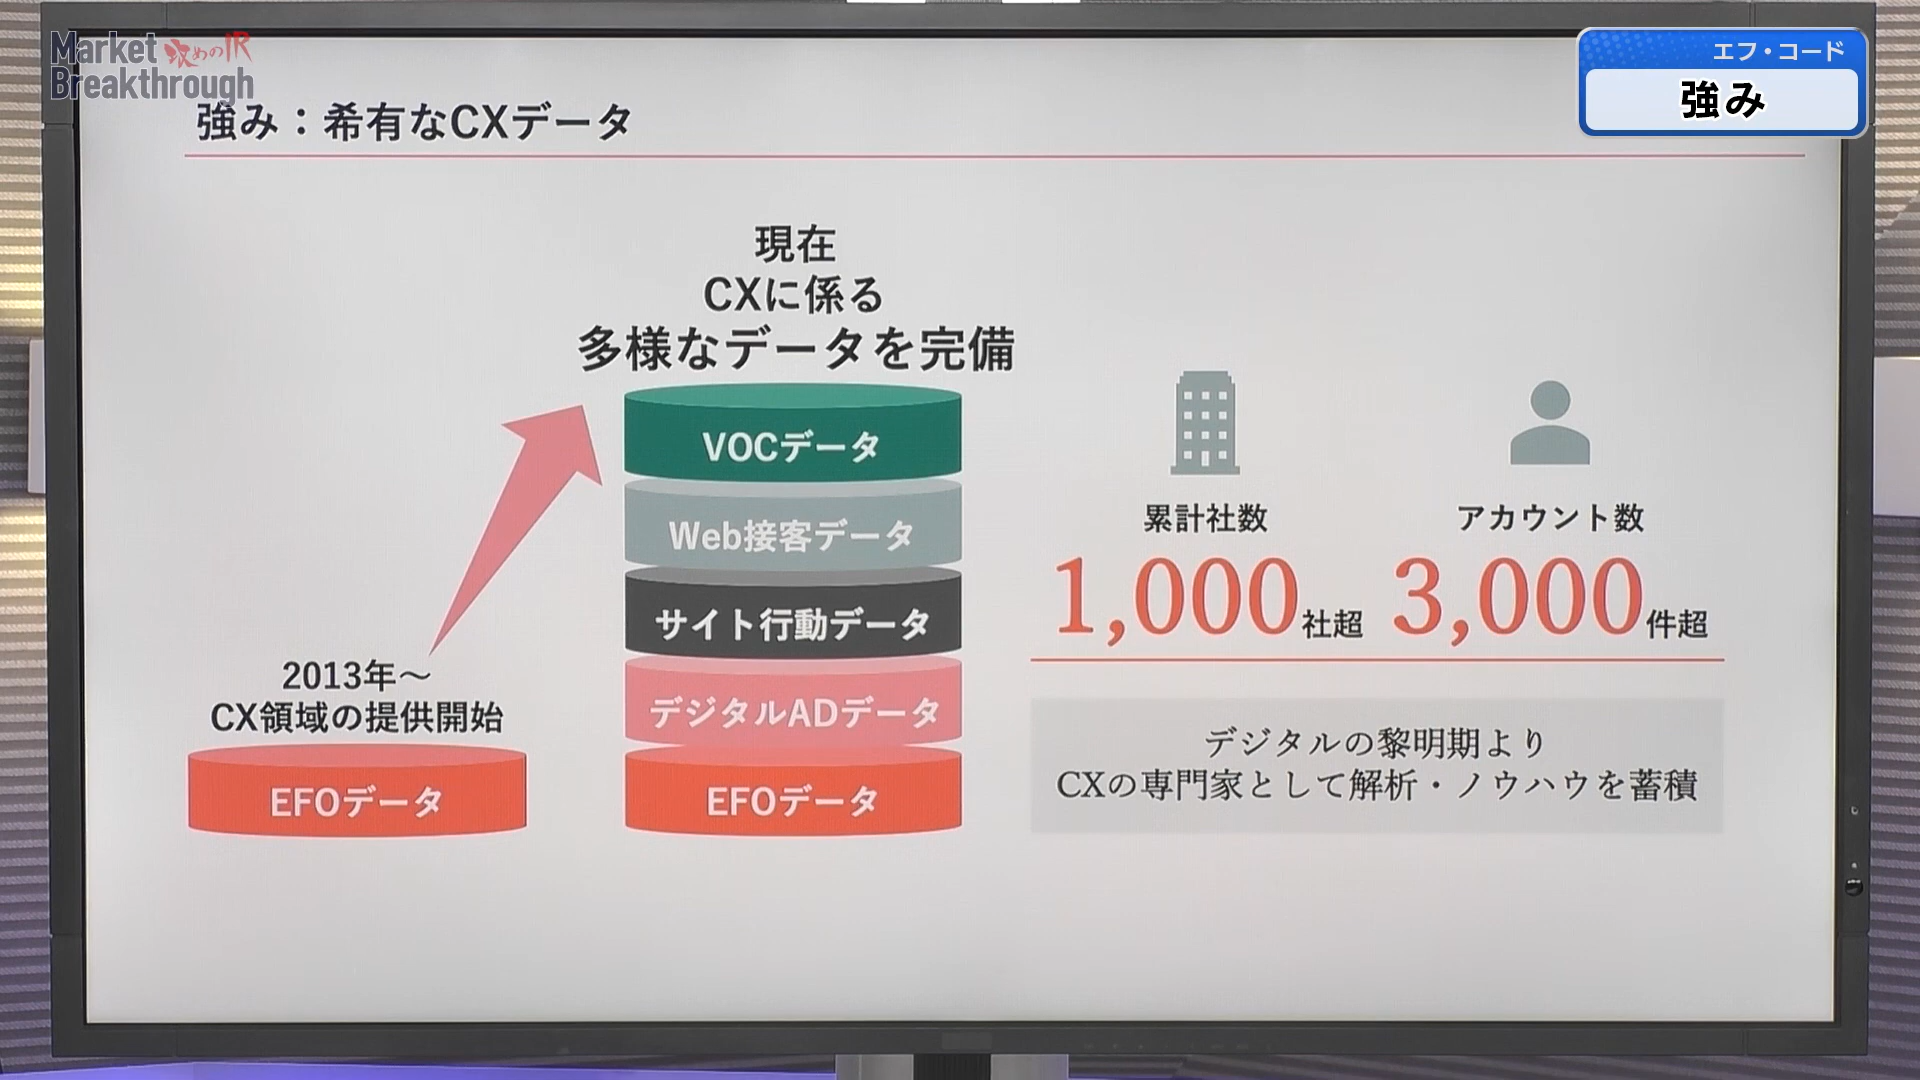 Market 攻めのIR
Breakthrough
エフ・コード
強み
強み：希有なCXデータ
現在
CXに係る
多様なデータを完備
VOCデータ
Web接客データ
サイト行動データ
デジタルADデータ
EFOデータ
2013年～
CX領域の提供開始
EFOデータ
累計社数
1,000社超
アカウント数
3,000件超
デジタルの黎明期より
CXの専門家として解析・ノウハウを蓄積